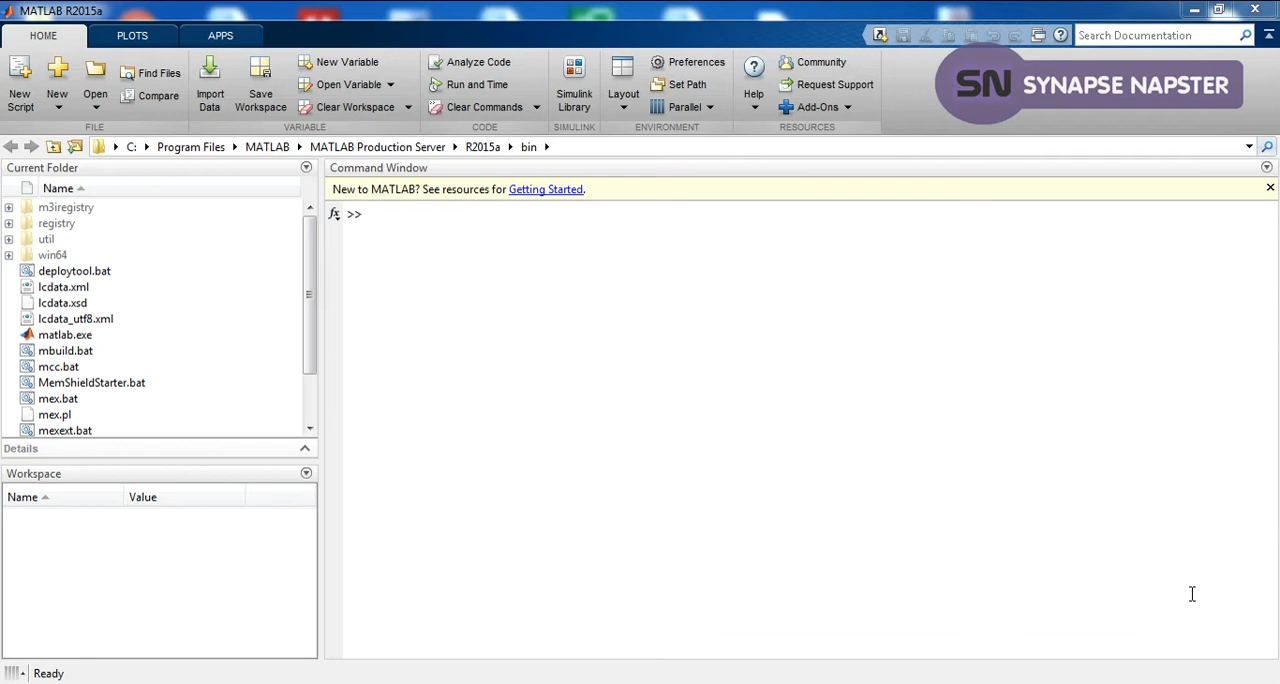 MATLAB R2015a
HOME
PLOTS
APPS
Search Documentation
New Script
New
Open
Find Files
Compare
FILE
Import Data
Save Workspace
New Variable
Open Variable
Clear Workspace
VARIABLE
Analyze Code
Run and Time
Clear Commands
CODE
Simulink Library
SIMULINK
Layout
Preferences
Set Path
Parallel
ENVIRONMENT
Help
Community
Request Support
Add-Ons
RESOURCES
SN SYNAPSE NAPSTER
C: Program Files MATLAB MATLAB Production Server R2015a bin
Current Folder
Name
m3iregistry
registry
util
win64
deploytool.bat
lcdata.xml
lcdata.xsd
lcdata_utf8.xml
matlab.exe
mbuild.bat
mcc.bat
MemShieldStarter.bat
mex.bat
mex.pl
mexext.bat
Details
Workspace
Name Value
Command Window
New to MATLAB? See resources for Getting Started.
fx >>
Ready